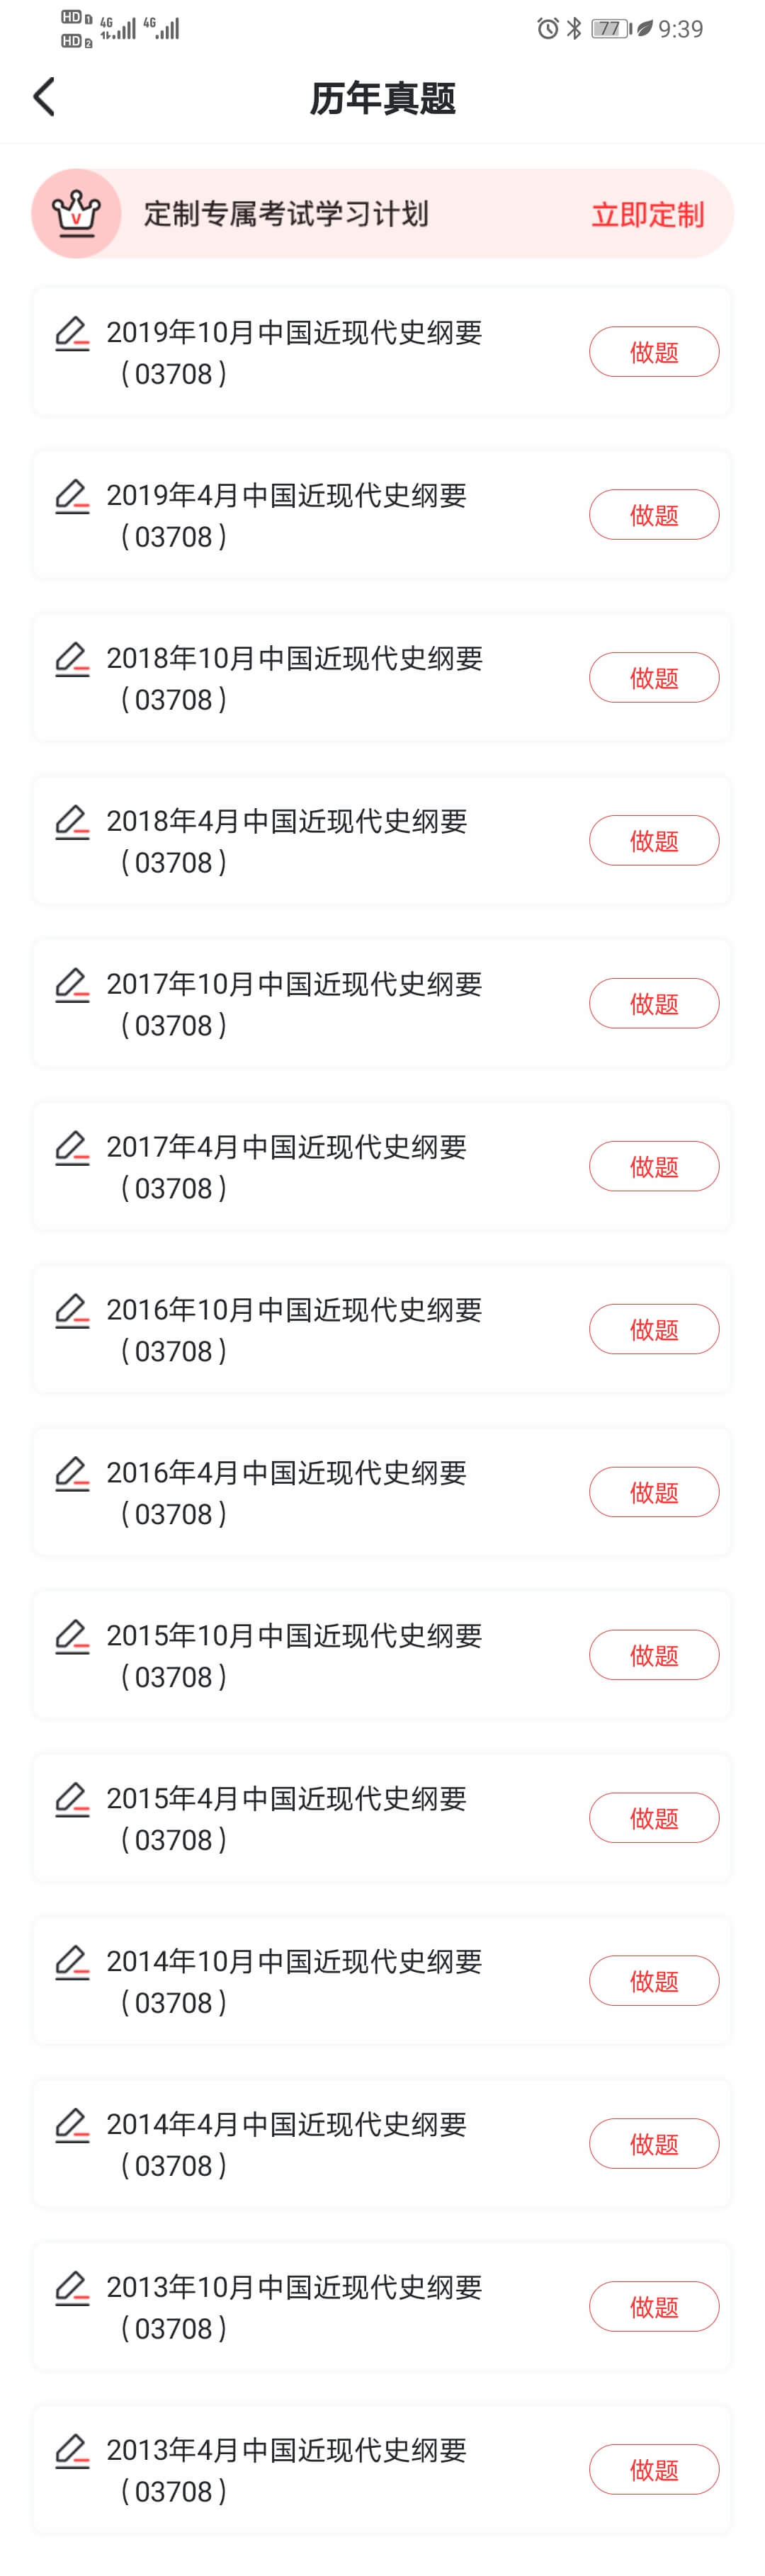 HD 1 4G 4G 77 9:39
HD 2
历年真题
定制专属考试学习计划 立即定制
2019年10月中国近现代史纲要
（03708） 做题
2019年4月中国近现代史纲要
（03708） 做题
2018年10月中国近现代史纲要
（03708） 做题
2018年4月中国近现代史纲要
（03708） 做题
2017年10月中国近现代史纲要
（03708） 做题
2017年4月中国近现代史纲要
（03708） 做题
2016年10月中国近现代史纲要
（03708） 做题
2016年4月中国近现代史纲要
（03708） 做题
2015年10月中国近现代史纲要
（03708） 做题
2015年4月中国近现代史纲要
（03708） 做题
2014年10月中国近现代史纲要
（03708） 做题
2014年4月中国近现代史纲要
（03708） 做题
2013年10月中国近现代史纲要
（03708） 做题
2013年4月中国近现代史纲要
（03708） 做题